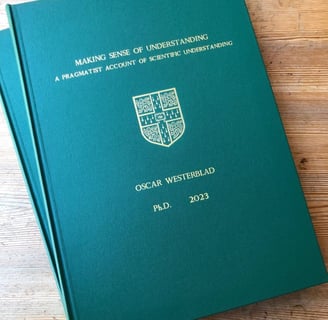 MAKING SENSE OF UNDERSTANDING
A PRAGMATIST ACCOUNT OF SCIENTIFIC UNDERSTANDING
OSCAR WESTERBLAD
Ph.D. 2023